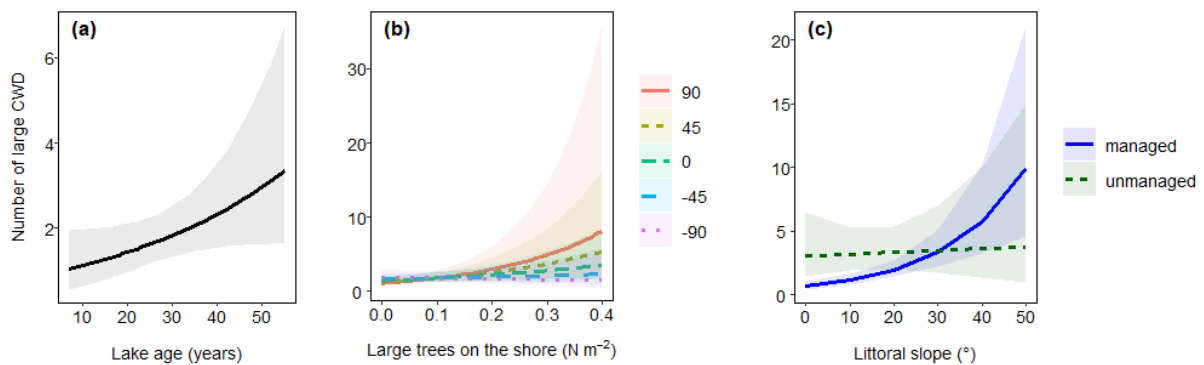 (a)
Number of large CWD
6
4
2
10 20 30 40 50
Lake age (years)
(b)
30
20
10
0
0.0 0.1 0.2 0.3 0.4
Large trees on the shore (N m⁻²)
90
45
0
-45
-90
(c)
20
15
10
5
0
0 10 20 30 40 50
Littoral slope (°)
managed
unmanaged